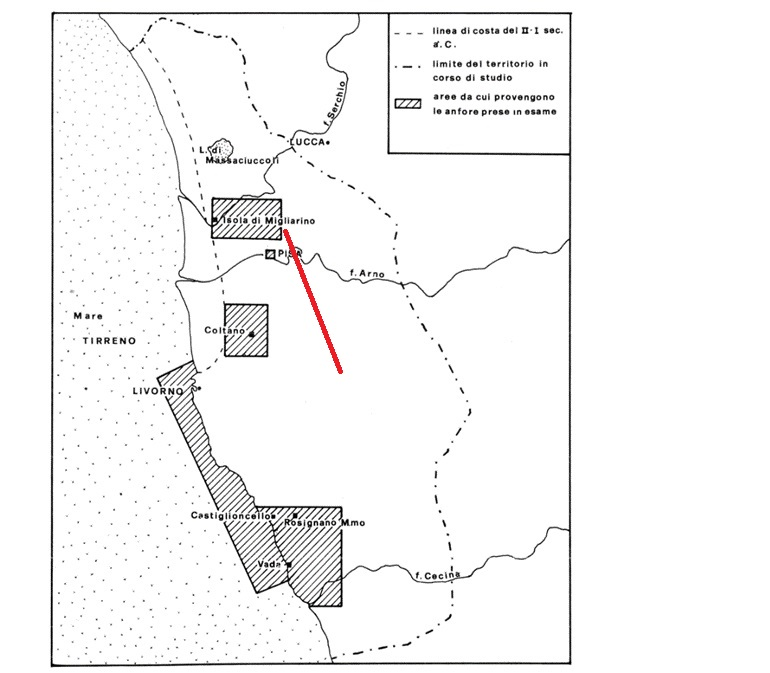 linea di costa del II-I sec.
a.C.
limite del territorio in
corso di studio
aree da cui provengono
le anfore prese in esame
f. Serchio
LUCCA
L. di
Massaciuccoli
Isola di Migliarino
PISA
f. Arno
Mare
TIRRENO
Coltano
LIVORNO
Castiglioncello
Rosignano M.mo
Vada
f. Cecina